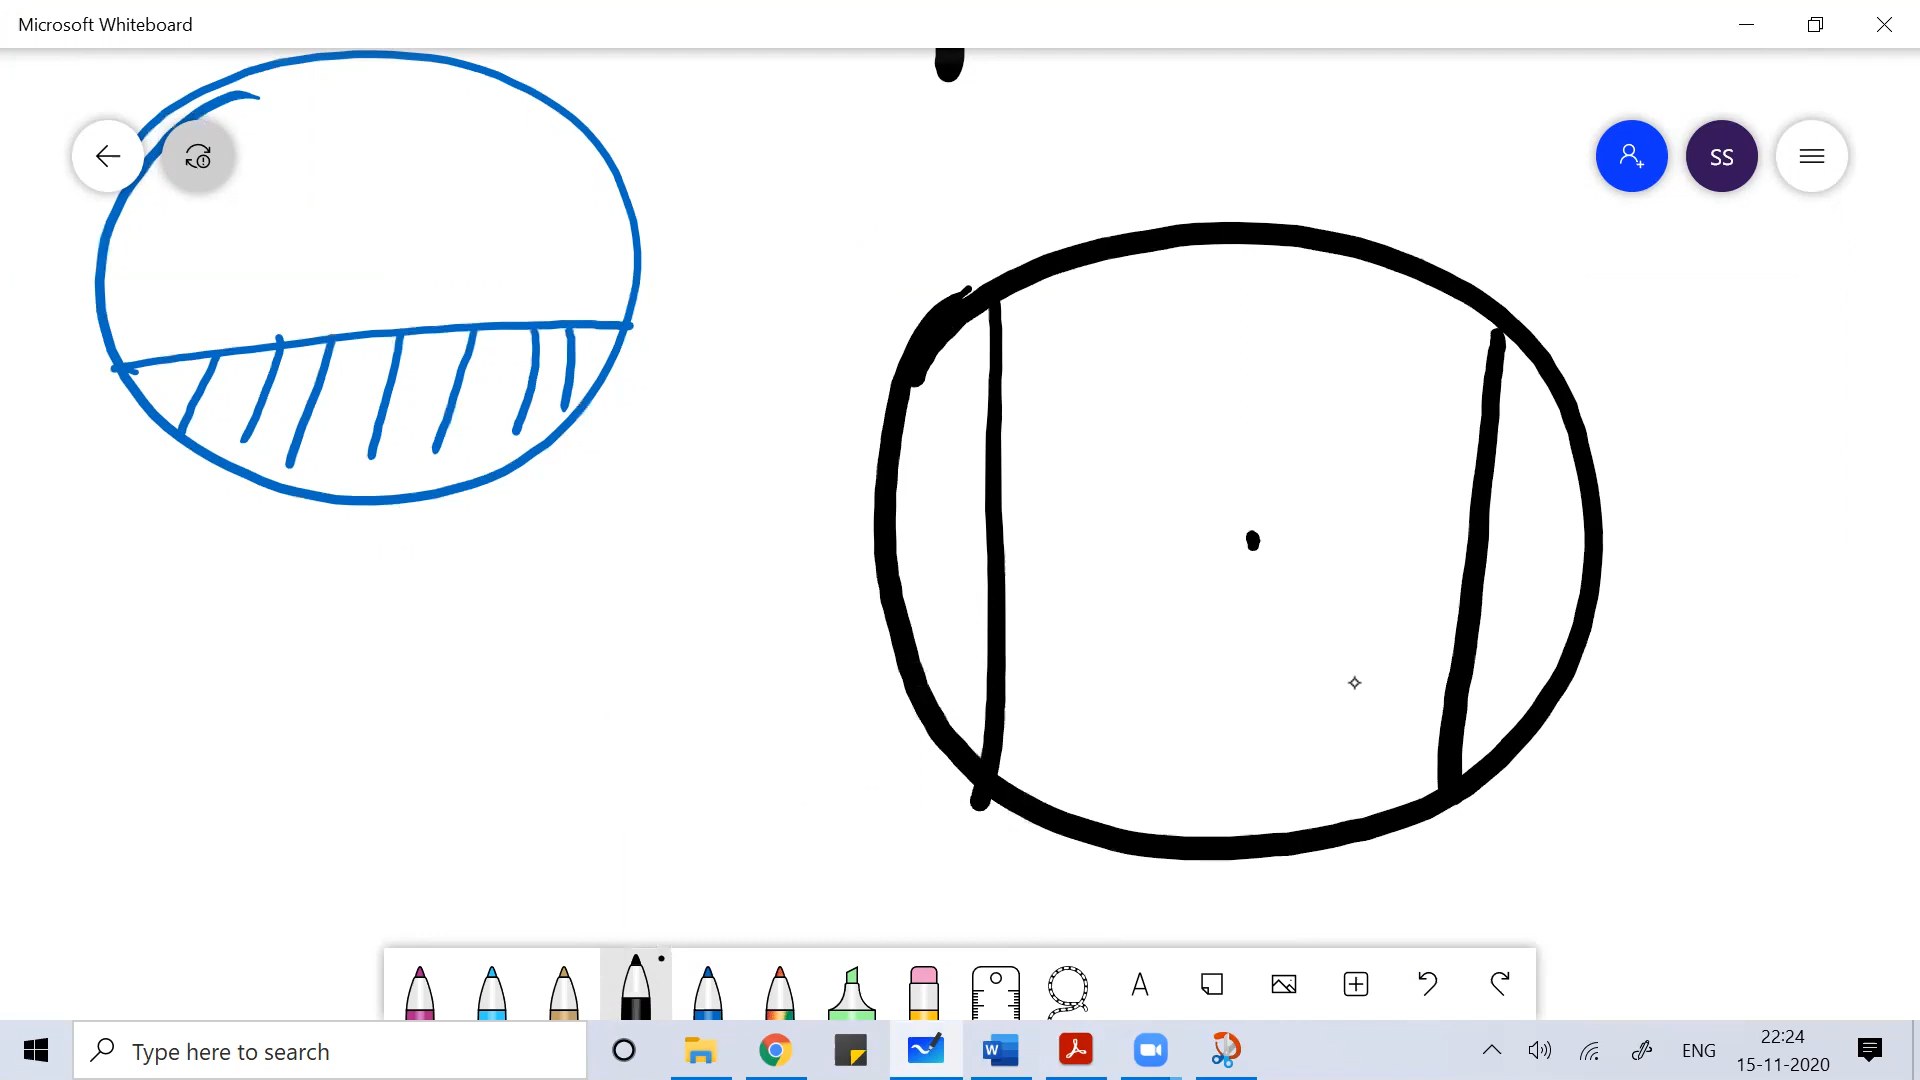 Microsoft Whiteboard
SS
A
Type here to search
W
ENG
22:24
15-11-2020